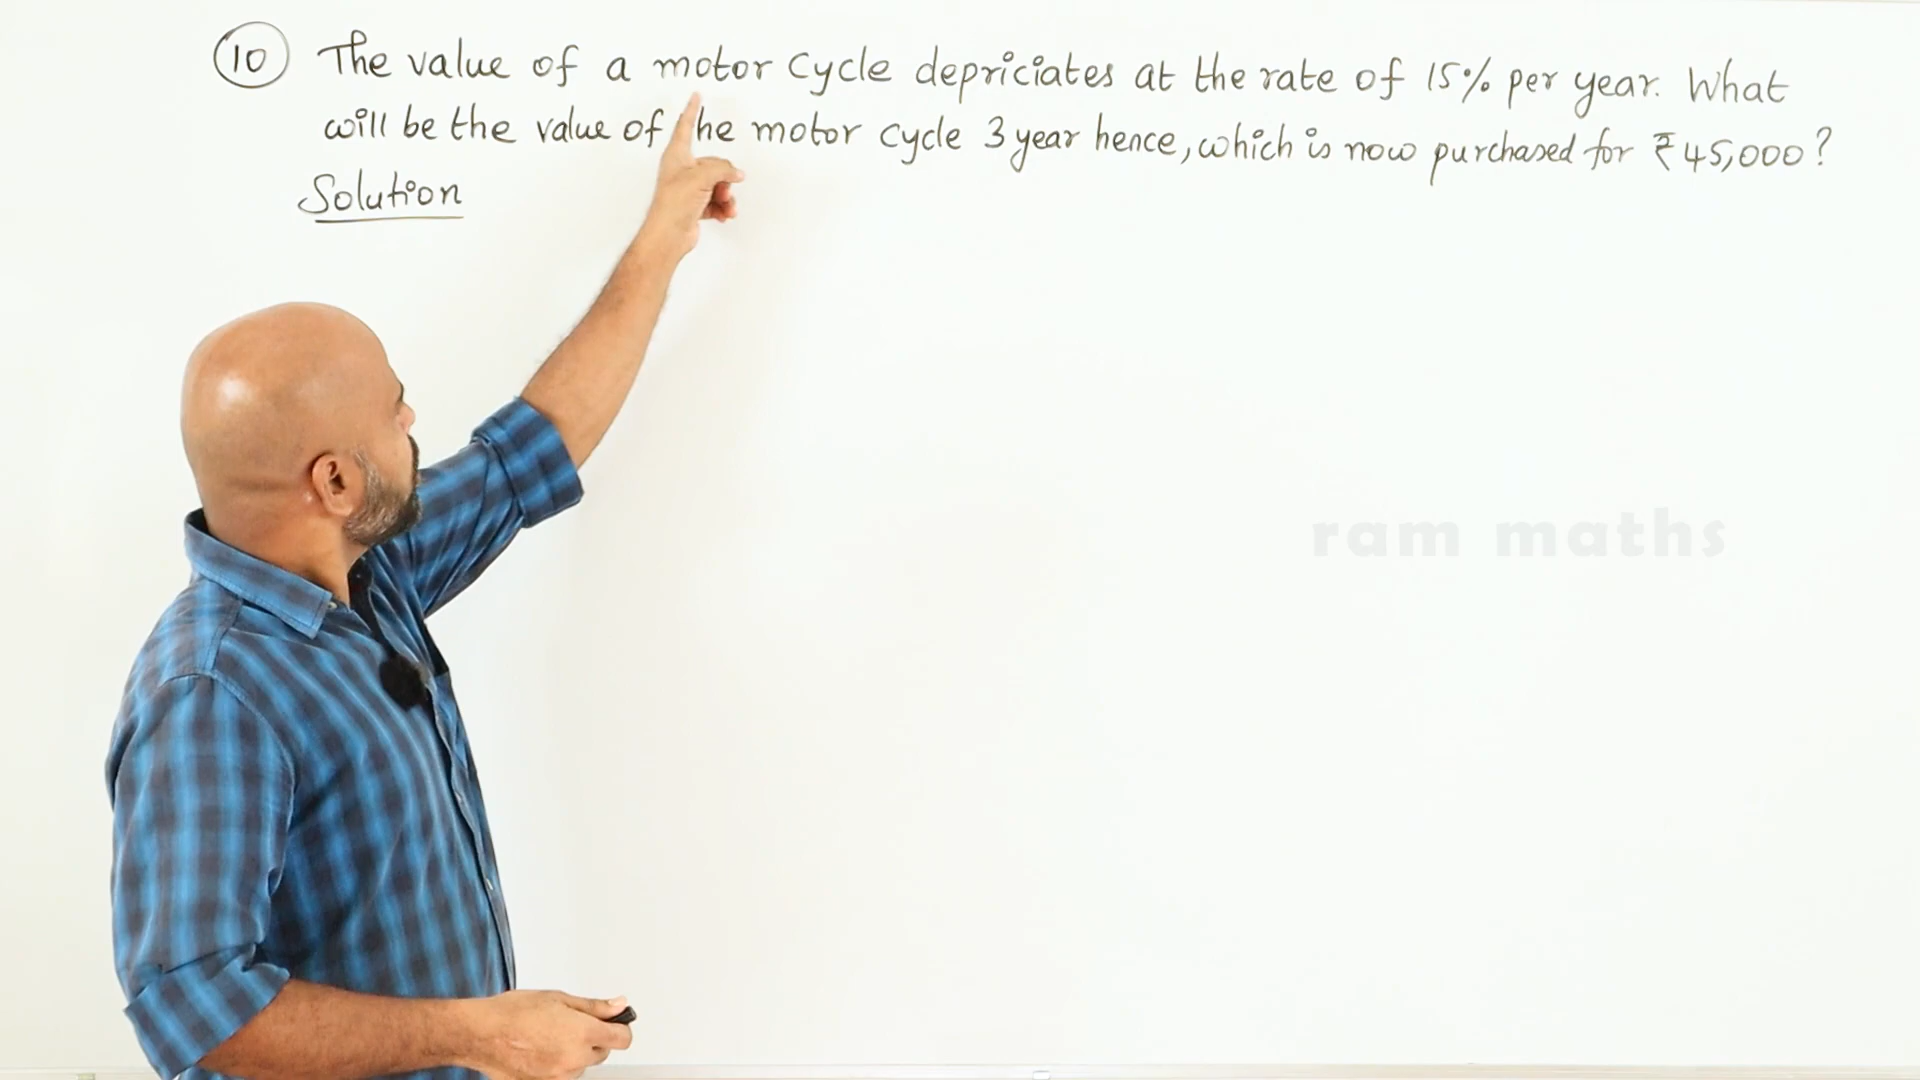 10 The value of a motor cycle depriciates at the rate of 15% per year. What
will be the value of the motor cycle 3 year hence, which is now purchased for ₹45,000?
Solution
ram maths